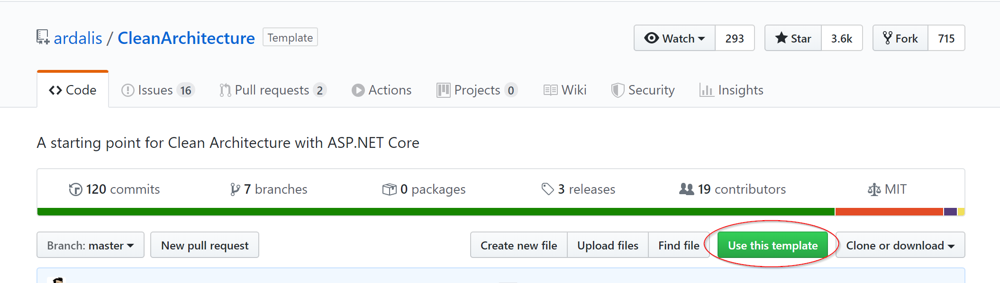 ardalis / CleanArchitecture Template Watch 293 Star 3.6k Fork 715
Code Issues 16 Pull requests 2 Actions Projects 0 Wiki Security Insights
A starting point for Clean Architecture with ASP.NET Core
120 commits 7 branches 0 packages 3 releases 19 contributors MIT
Branch: master New pull request Create new file Upload files Find file Use this template Clone or download